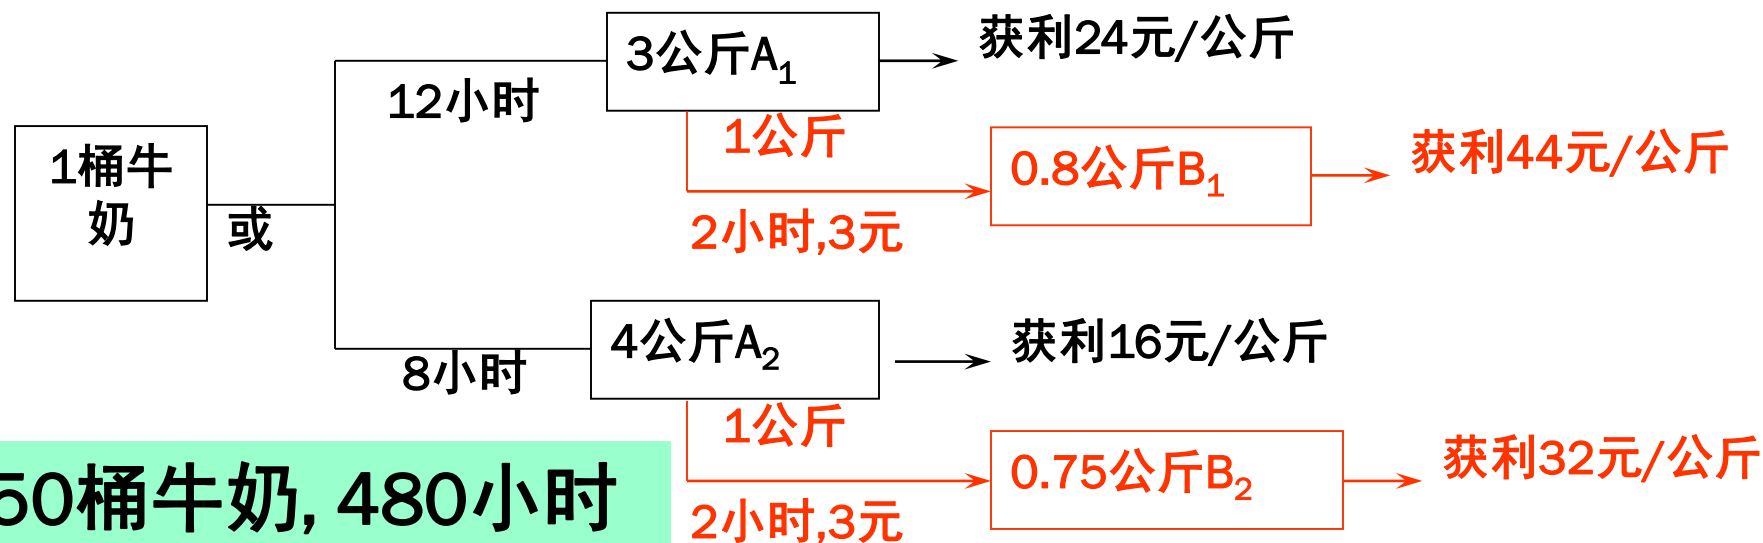 3公斤A₁
获利24元/公斤
12小时
1桶牛
奶
或
1公斤
0.8公斤B₁
获利44元/公斤
2小时,3元
4公斤A₂
获利16元/公斤
8小时
1公斤
0.75公斤B₂
获利32元/公斤
50桶牛奶, 480小时
2小时,3元